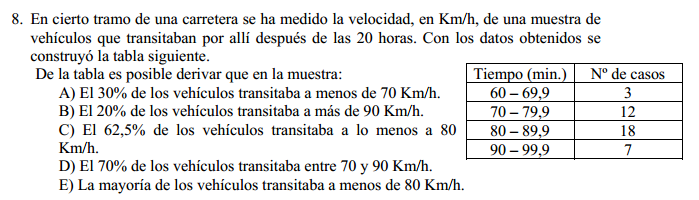 8. En cierto tramo de una carretera se ha medido la velocidad, en Km/h, de una muestra de
vehículos que transitaban por allí después de las 20 horas. Con los datos obtenidos se
construyó la tabla siguiente.
De la tabla es posible derivar que en la muestra:
A) El 30% de los vehículos transitaba a menos de 70 Km/h.
B) El 20% de los vehículos transitaba a más de 90 Km/h.
C) El 62,5% de los vehículos transitaba a lo menos a 80
Km/h.
D) El 70% de los vehículos transitaba entre 70 y 90 Km/h.
E) La mayoría de los vehículos transitaba a menos de 80 Km/h.
Tiempo (min.) Nº de casos
60 – 69,9 3
70 – 79,9 12
80 – 89,9 18
90 – 99,9 7